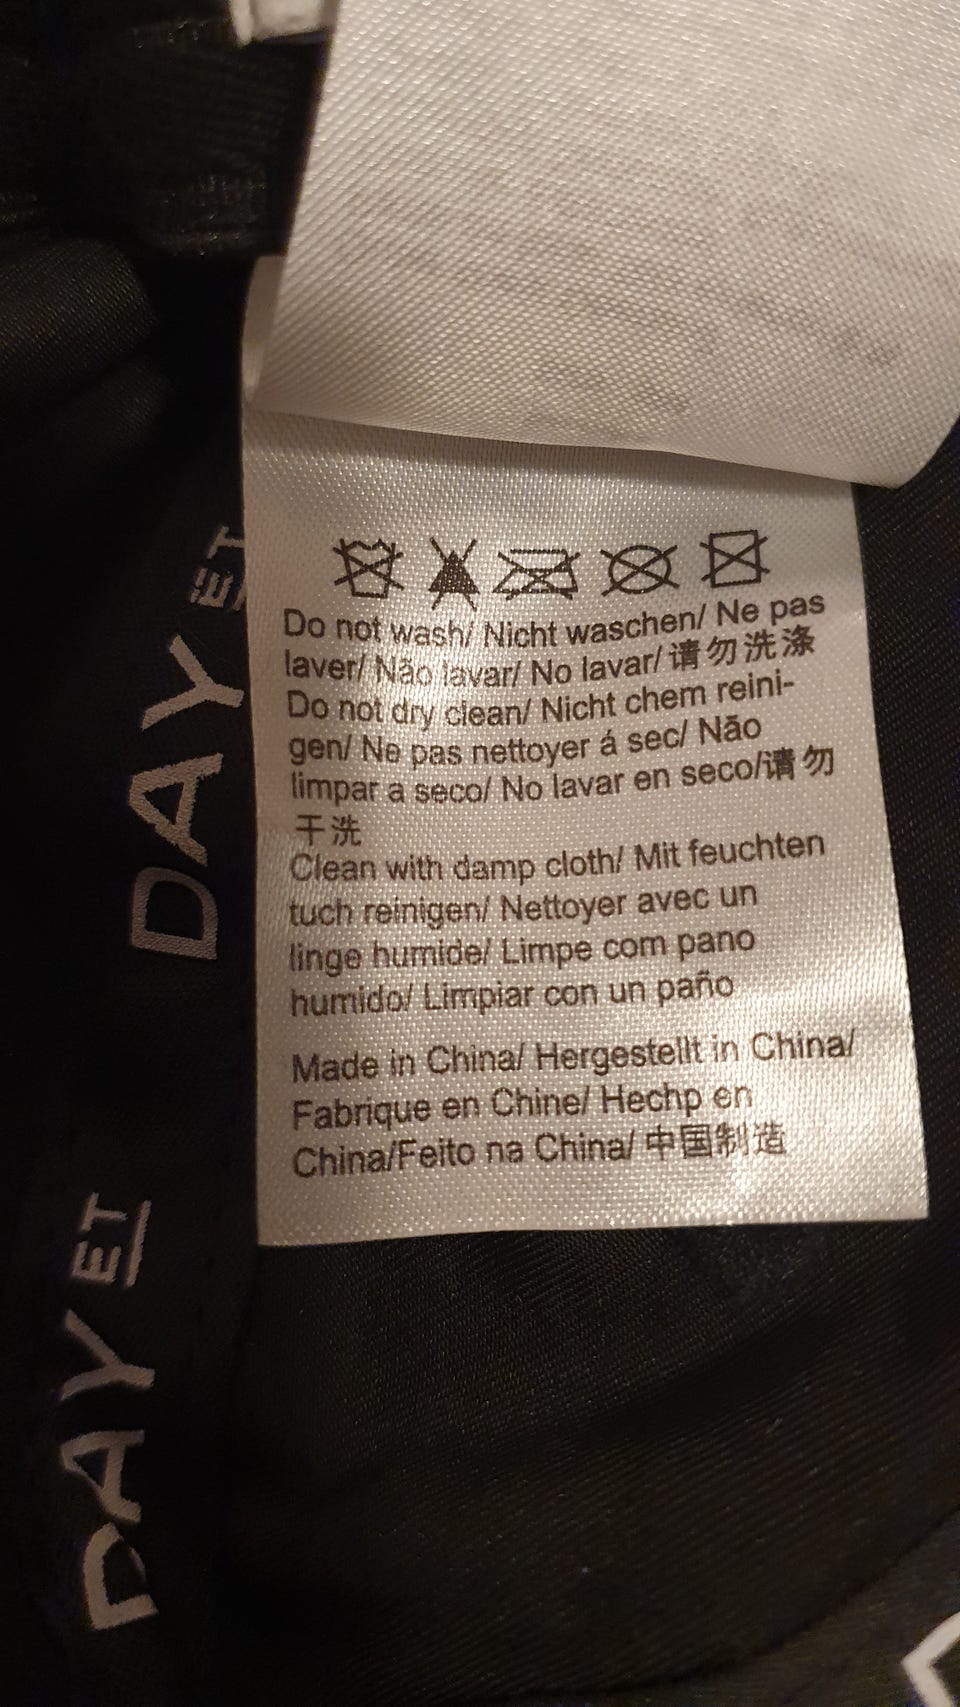 Do not wash/ Nicht waschen/ Ne pas
laver/ Não lavar/ No lavar/ 请勿洗涤
Do not dry clean/ Nicht chem reini-
gen/ Ne pas nettoyer á sec/ Não
limpar a seco/ No lavar en seco/请勿
干洗
Clean with damp cloth/ Mit feuchten
tuch reinigen/ Nettoyer avec un
linge humide/ Limpe com pano
humido/ Limpiar con un paño
Made in China/ Hergestellt in China/
Fabrique en Chine/ Hechp en
China/Feito na China/ 中国制造
DAY ET
DAY ET